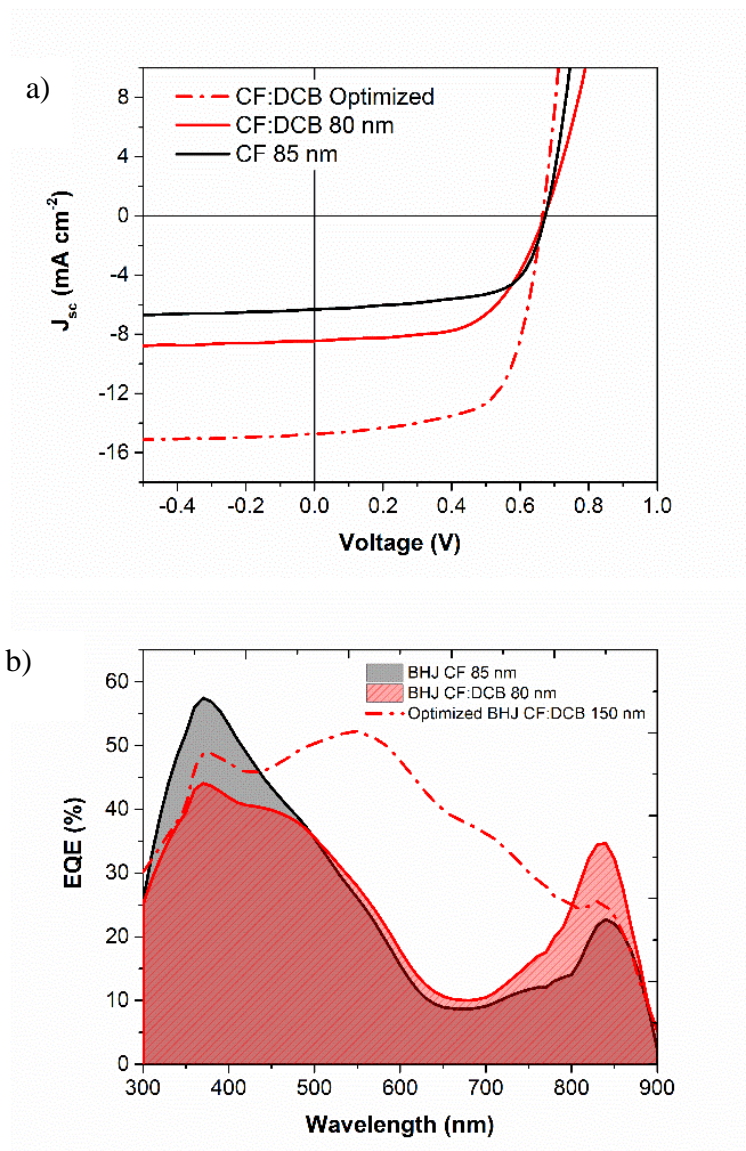 a)
CF:DCB Optimized
CF:DCB 80 nm
CF 85 nm
8
4
0
-4
-8
-12
-16
J_sc (mA cm^-2)
-0.4 -0.2 0.0 0.2 0.4 0.6 0.8 1.0
Voltage (V)
b)
BHJ CF 85 nm
BHJ CF:DCB 80 nm
Optimized BHJ CF:DCB 150 nm
60
50
40
30
20
10
0
EQE (%)
300 400 500 600 700 800 900
Wavelength (nm)